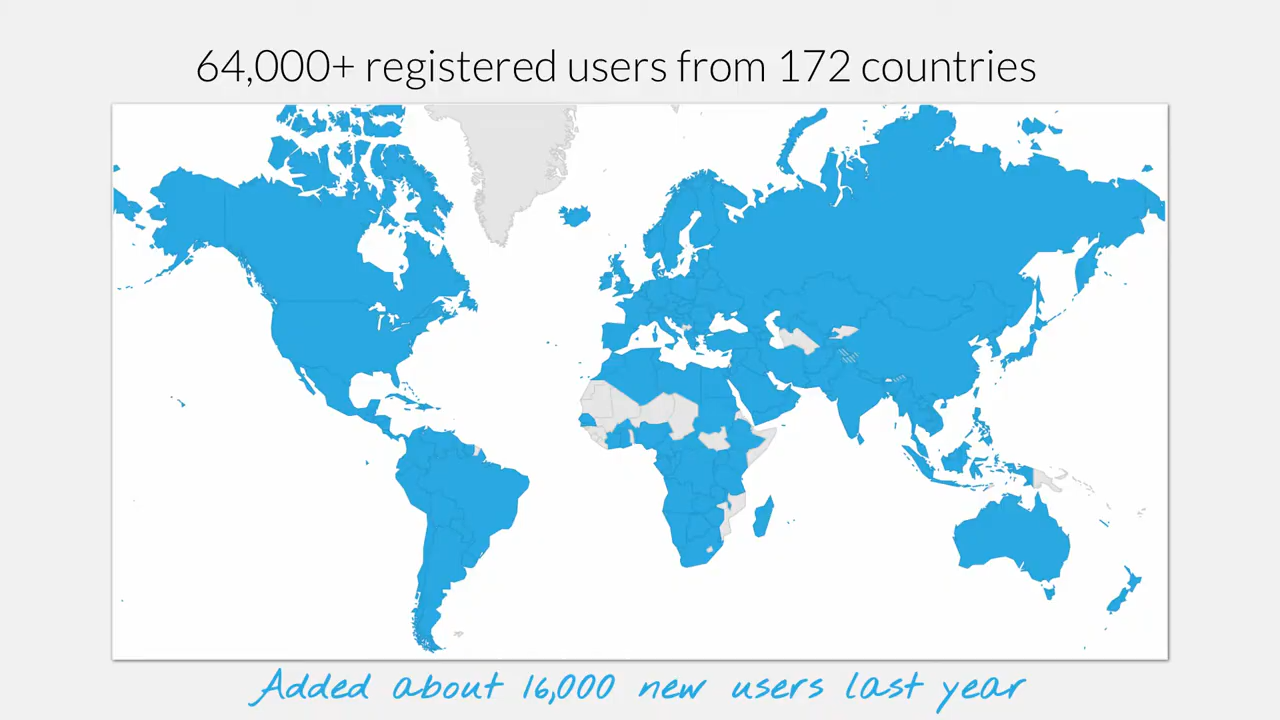 64,000+ registered users from 172 countries
Added about 16,000 new users last year